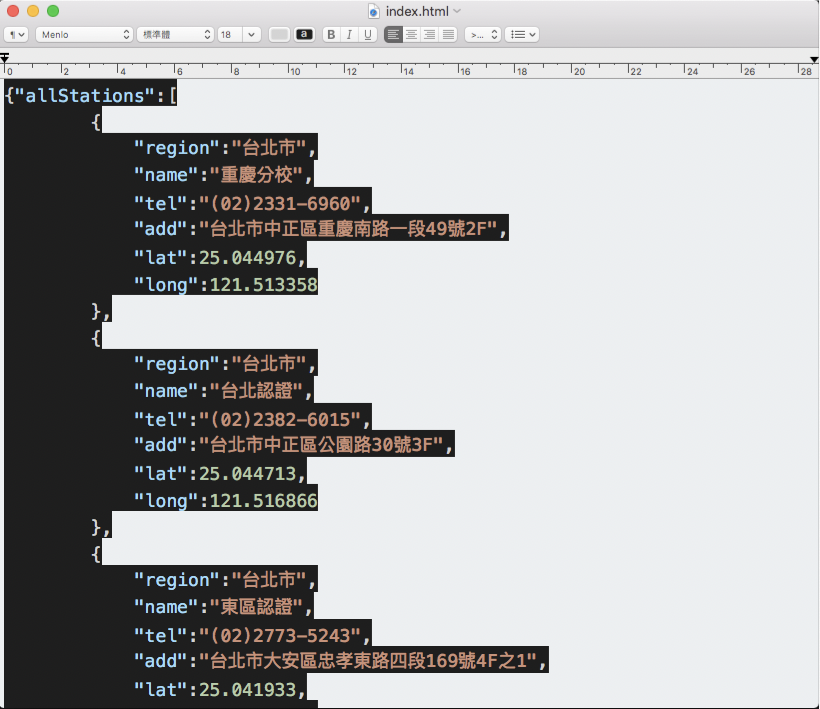 index.html
¶ Menlo 標準體 18 a B I U >...
0 2 4 6 8 10 12 14 16 18 20 22 24 26 28
{"allStations":[
{
"region":"台北市",
"name":"重慶分校",
"tel":"(02)2331-6960",
"add":"台北市中正區重慶南路一段49號2F",
"lat":25.044976,
"long":121.513358
},
{
"region":"台北市",
"name":"台北認證",
"tel":"(02)2382-6015",
"add":"台北市中正區公園路30號3F",
"lat":25.044713,
"long":121.516866
},
{
"region":"台北市",
"name":"東區認證",
"tel":"(02)2773-5243",
"add":"台北市大安區忠孝東路四段169號4F之1",
"lat":25.041933,